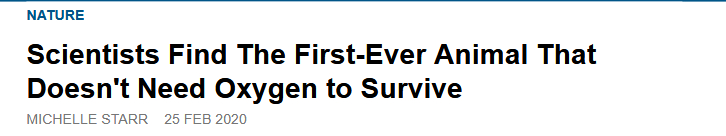 NATURE
Scientists Find The First-Ever Animal That
Doesn't Need Oxygen to Survive
MICHELLE STARR 25 FEB 2020